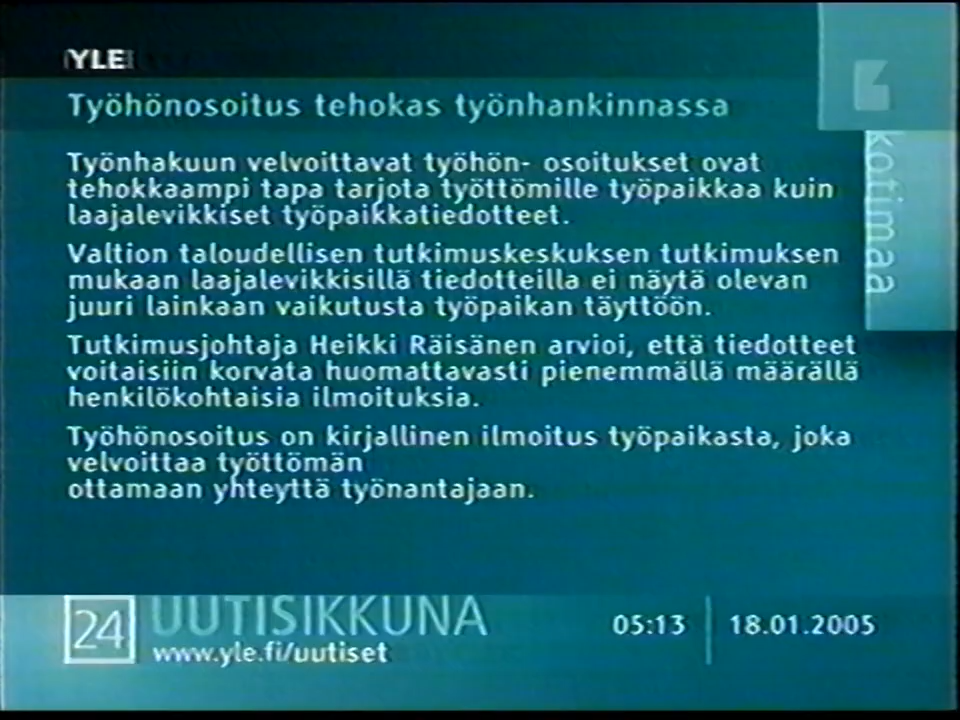 YLE
Työhönosoitus tehokas työnhankinnassa
kotimaa
Työnhakuun velvoittavat työhön- osoitukset ovat
tehokkaampi tapa tarjota työttömille työpaikkaa kuin
laajalevikkiset työpaikkatiedotteet.
Valtion taloudellisen tutkimuskeskuksen tutkimuksen
mukaan laajalevikkisillä tiedotteilla ei näytä olevan
juuri lainkaan vaikutusta työpaikan täyttöön.
Tutkimusjohtaja Heikki Räisänen arvioi, että tiedotteet
voitaisiin korvata huomattavasti pienemmällä määrällä
henkilökohtaisia ilmoituksia.
Työhönosoitus on kirjallinen ilmoitus työpaikasta, joka
velvoittaa työttömän
ottamaan yhteyttä työnantajaan.
24 UUTISIKKUNA
www.yle.fi/uutiset
05:13 18.01.2005